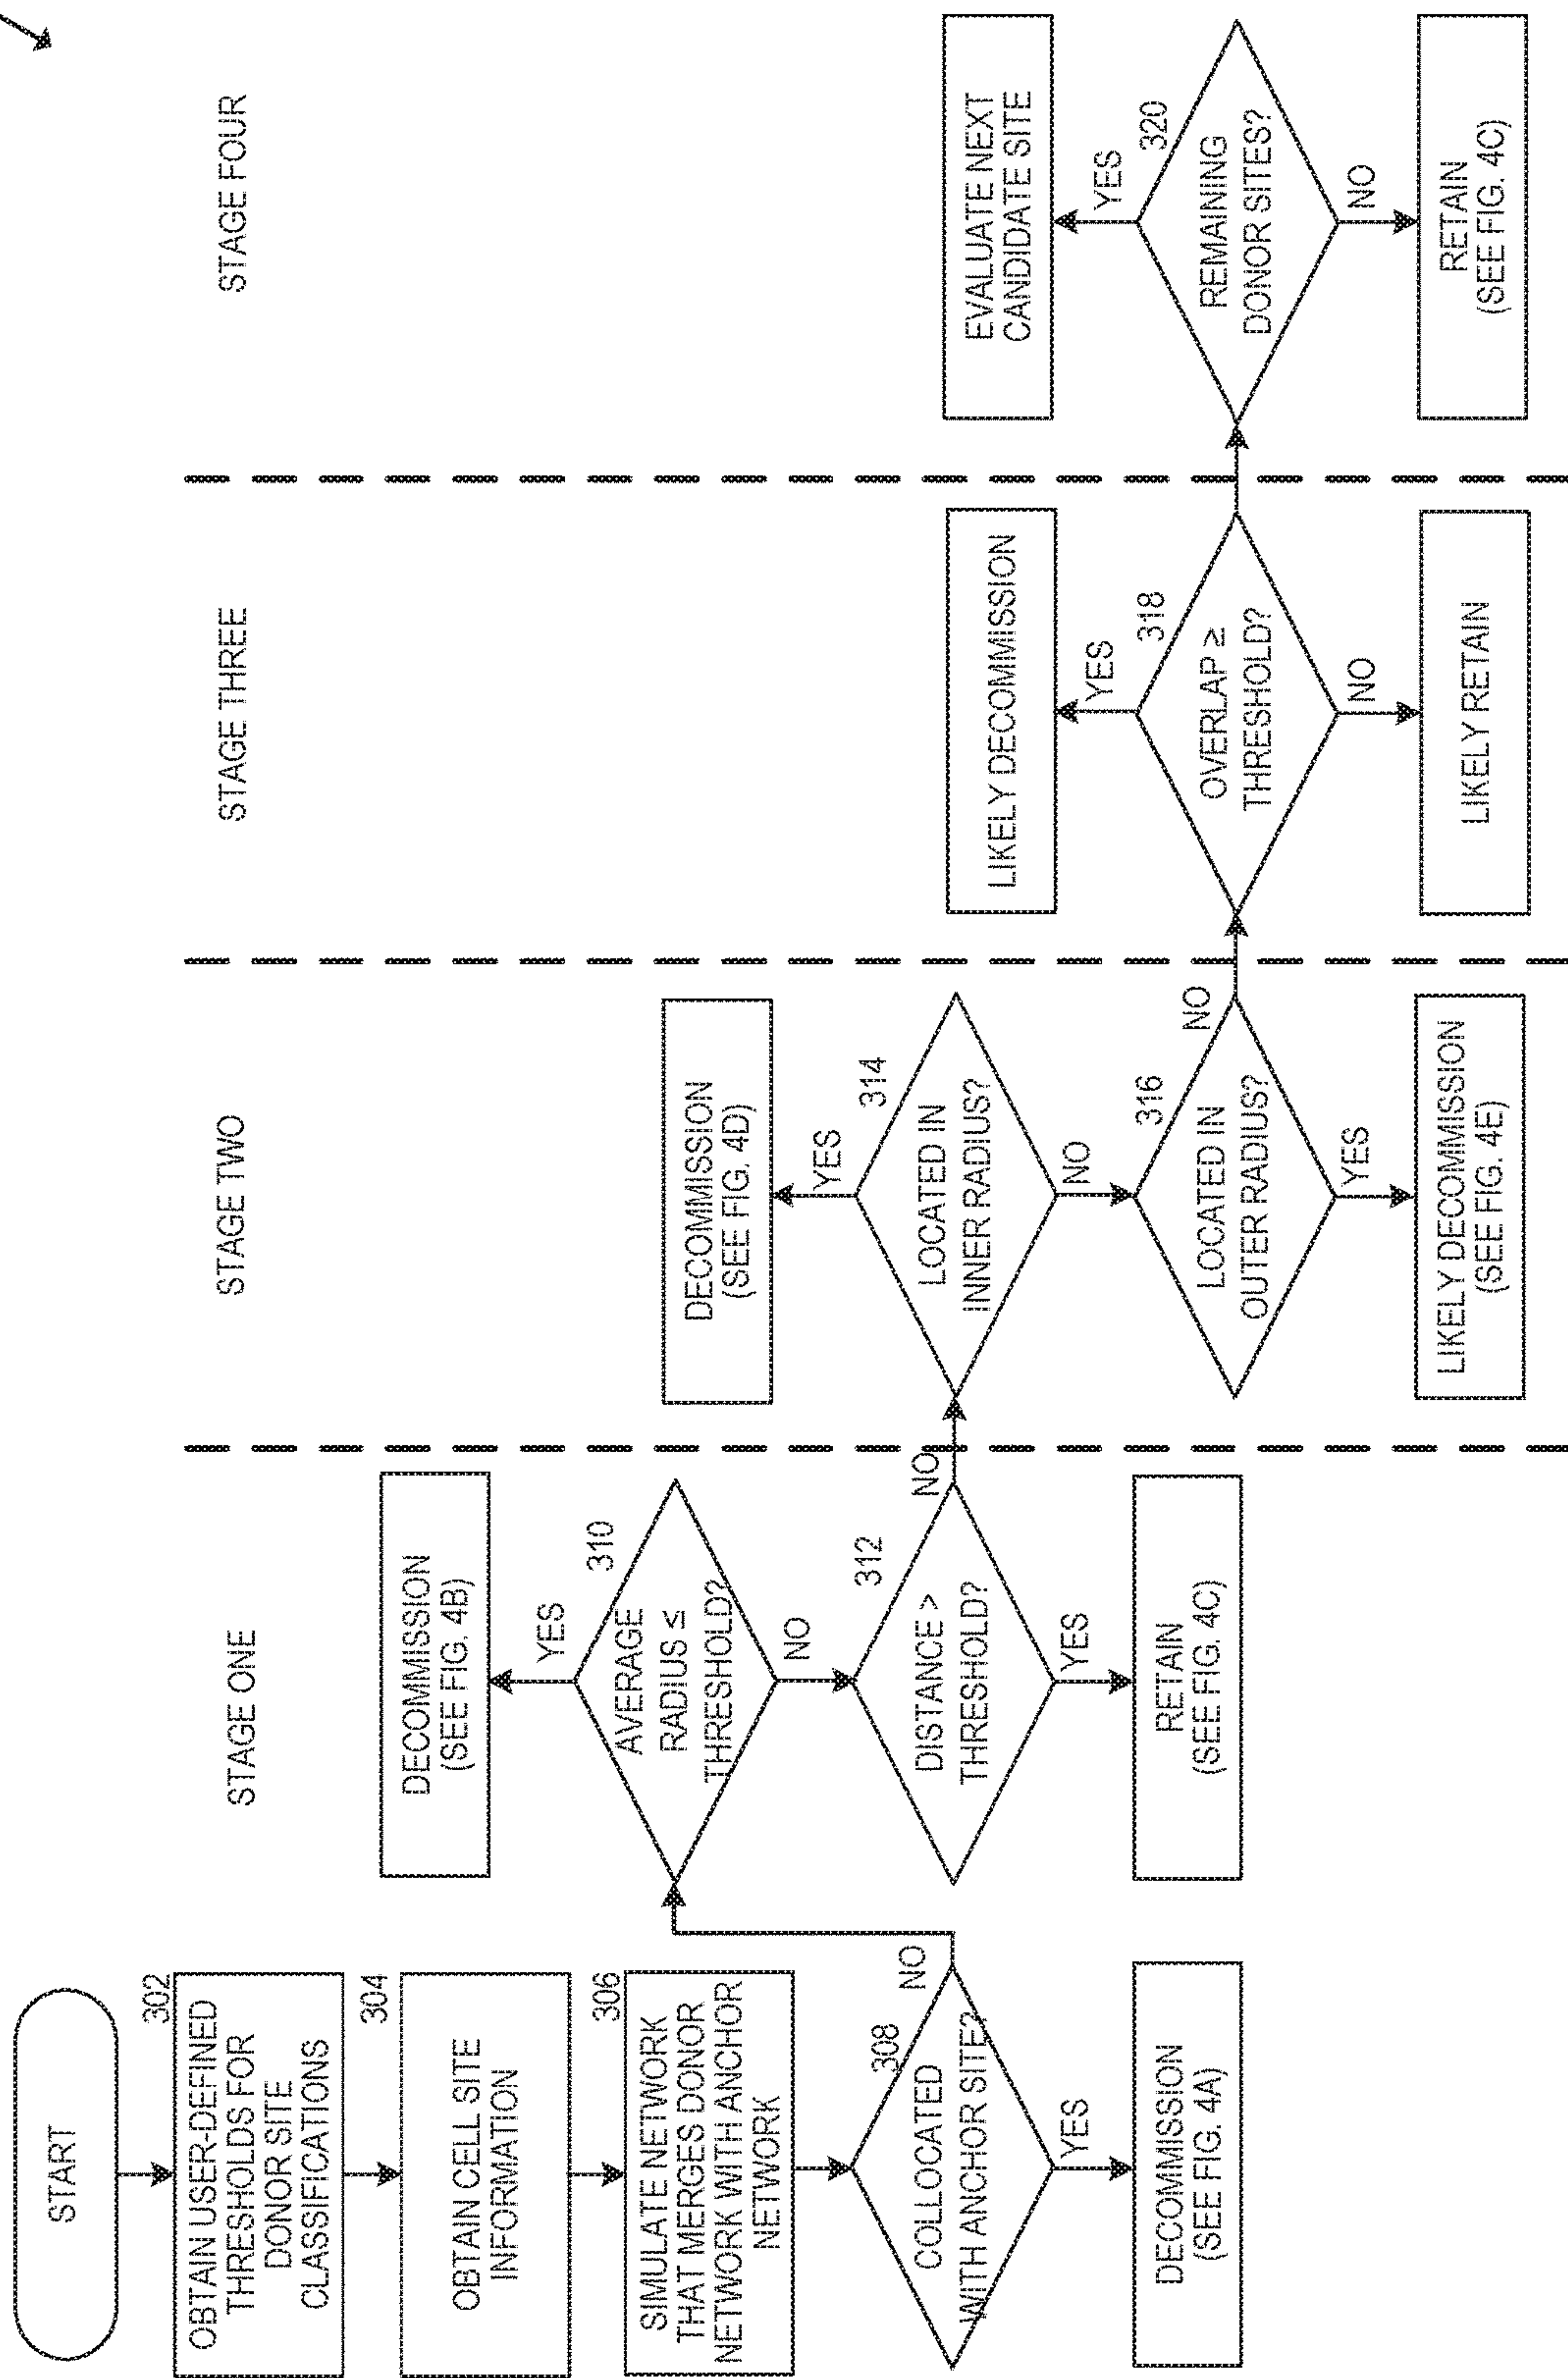 START
302
OBTAIN USER-DEFINED
THRESHOLDS FOR
DONOR SITE
CLASSIFICATIONS
304
OBTAIN CELL SITE
INFORMATION
306
SIMULATE NETWORK
THAT MERGES DONOR
NETWORK WITH ANCHOR
NETWORK
308
COLLOCATED
WITH ANCHOR SITE?
NO
YES
DECOMMISSION
(SEE FIG. 4A)
STAGE ONE
DECOMMISSION
(SEE FIG. 4B)
YES
310
AVERAGE
RADIUS ≤
THRESHOLD?
NO
312
DISTANCE >
THRESHOLD?
NO
YES
RETAIN
(SEE FIG. 4C)
STAGE TWO
DECOMMISSION
(SEE FIG. 4D)
YES
314
LOCATED IN
INNER RADIUS?
NO
316
LOCATED IN
OUTER RADIUS?
NO
YES
LIKELY DECOMMISSION
(SEE FIG. 4E)
STAGE THREE
LIKELY DECOMMISSION
YES
318
OVERLAP ≥
THRESHOLD?
NO
LIKELY RETAIN
STAGE FOUR
EVALUATE NEXT
CANDIDATE SITE
YES
320
REMAINING
DONOR SITES?
NO
RETAIN
(SEE FIG. 4C)